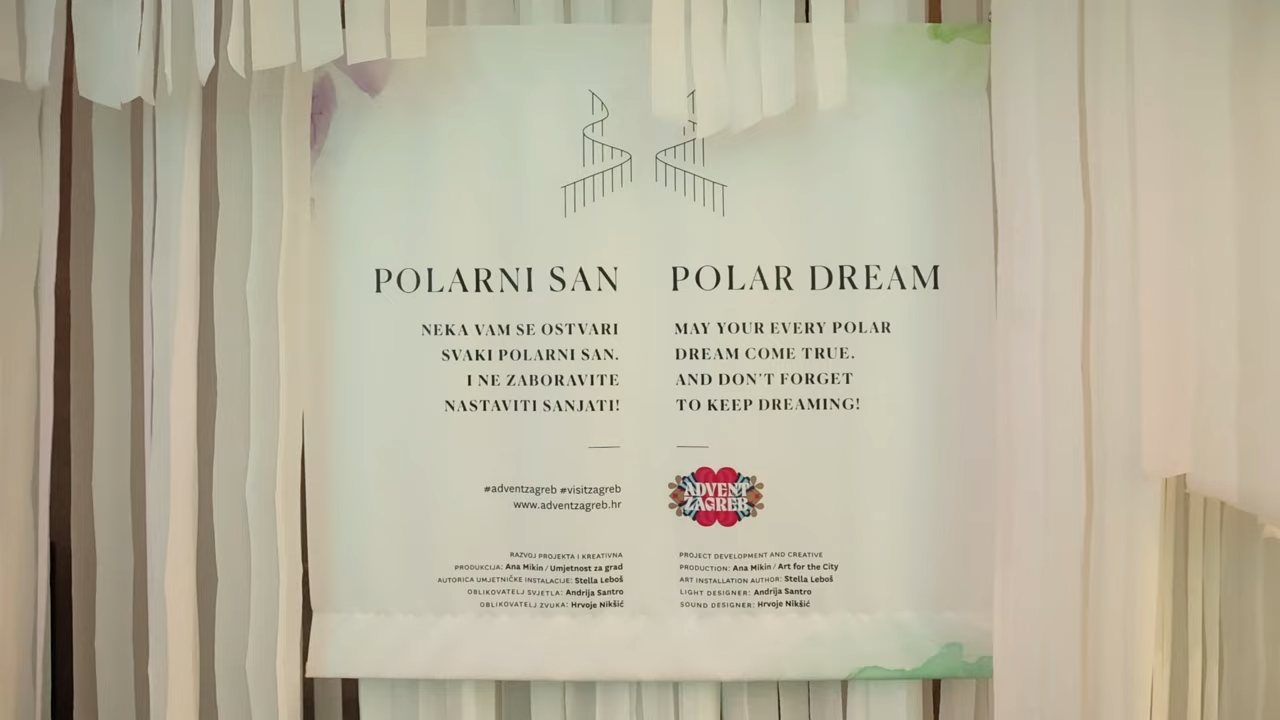 POLARNI SAN
NEKA VAM SE OSTVARI
SVAKI POLARNI SAN.
I NE ZABORAVITE
NASTAVITI SANJATI!
#adventzagreb #visitzagreb
www.adventzagreb.hr
RAZVOJ PROJEKTA I KREATIVNA
PRODUKCIJA: Ana Mikin / Umjetnost za grad
AUTORICA UMJETNIČKE INSTALACIJE: Stella Leboš
OBLIKOVATELJ SVJETLA: Andrija Santro
OBLIKOVATELJ ZVUKA: Hrvoje Nikšić
POLAR DREAM
MAY YOUR EVERY POLAR
DREAM COME TRUE.
AND DON'T FORGET
TO KEEP DREAMING!
ADVENT
ZAGREB
PROJECT DEVELOPMENT AND CREATIVE
PRODUCTION: Ana Mikin / Art for the City
ART INSTALLATION AUTHOR: Stella Leboš
LIGHT DESIGNER: Andrija Santro
SOUND DESIGNER: Hrvoje Nikšić